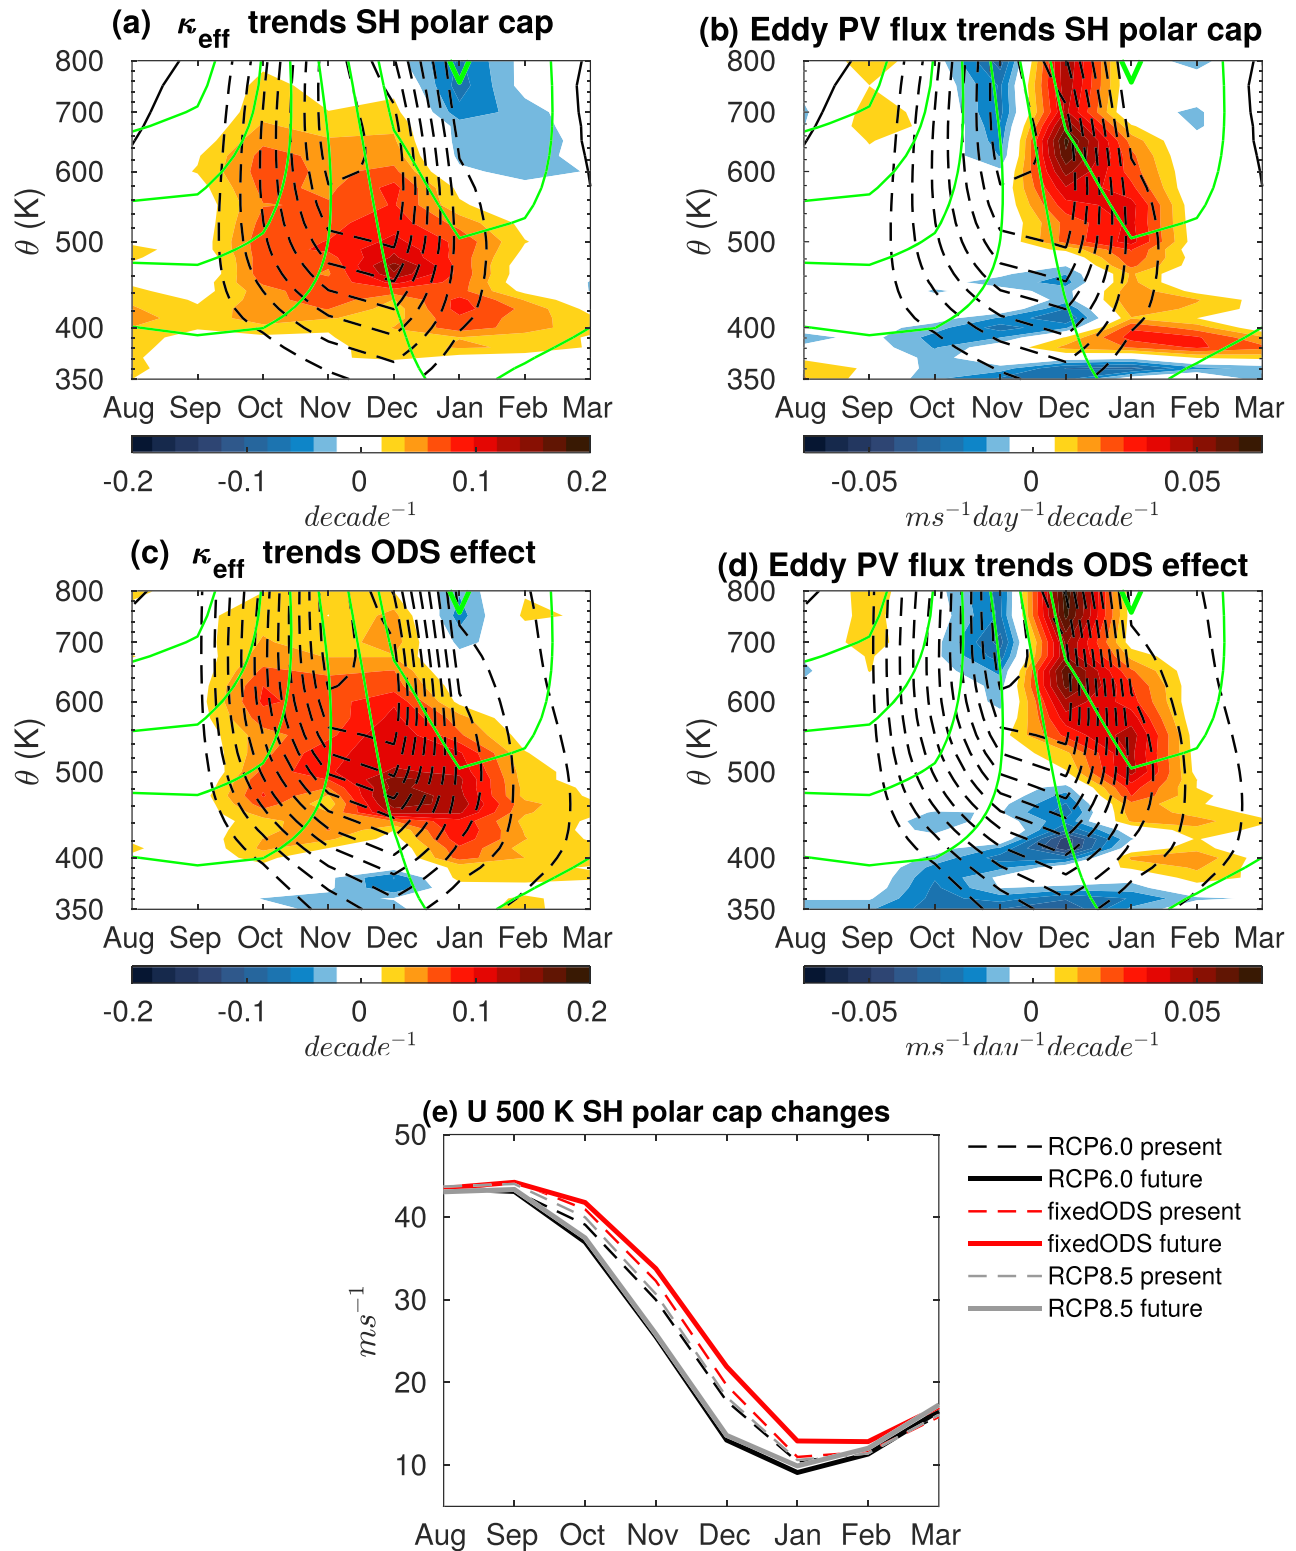 (a) κeff trends SH polar cap
(b) Eddy PV flux trends SH polar cap
800
700
600
500
400
350
θ (K)
Aug Sep Oct Nov Dec Jan Feb Mar
-0.2 -0.1 0 0.1 0.2
decade⁻¹
800
700
600
500
400
350
θ (K)
Aug Sep Oct Nov Dec Jan Feb Mar
-0.05 0 0.05
ms⁻¹day⁻¹decade⁻¹
(c) κeff trends ODS effect
(d) Eddy PV flux trends ODS effect
800
700
600
500
400
350
θ (K)
Aug Sep Oct Nov Dec Jan Feb Mar
-0.2 -0.1 0 0.1 0.2
decade⁻¹
800
700
600
500
400
350
θ (K)
Aug Sep Oct Nov Dec Jan Feb Mar
-0.05 0 0.05
ms⁻¹day⁻¹decade⁻¹
(e) U 500 K SH polar cap changes
50
40
30
20
10
ms⁻¹
Aug Sep Oct Nov Dec Jan Feb Mar
RCP6.0 present
RCP6.0 future
fixedODS present
fixedODS future
RCP8.5 present
RCP8.5 future